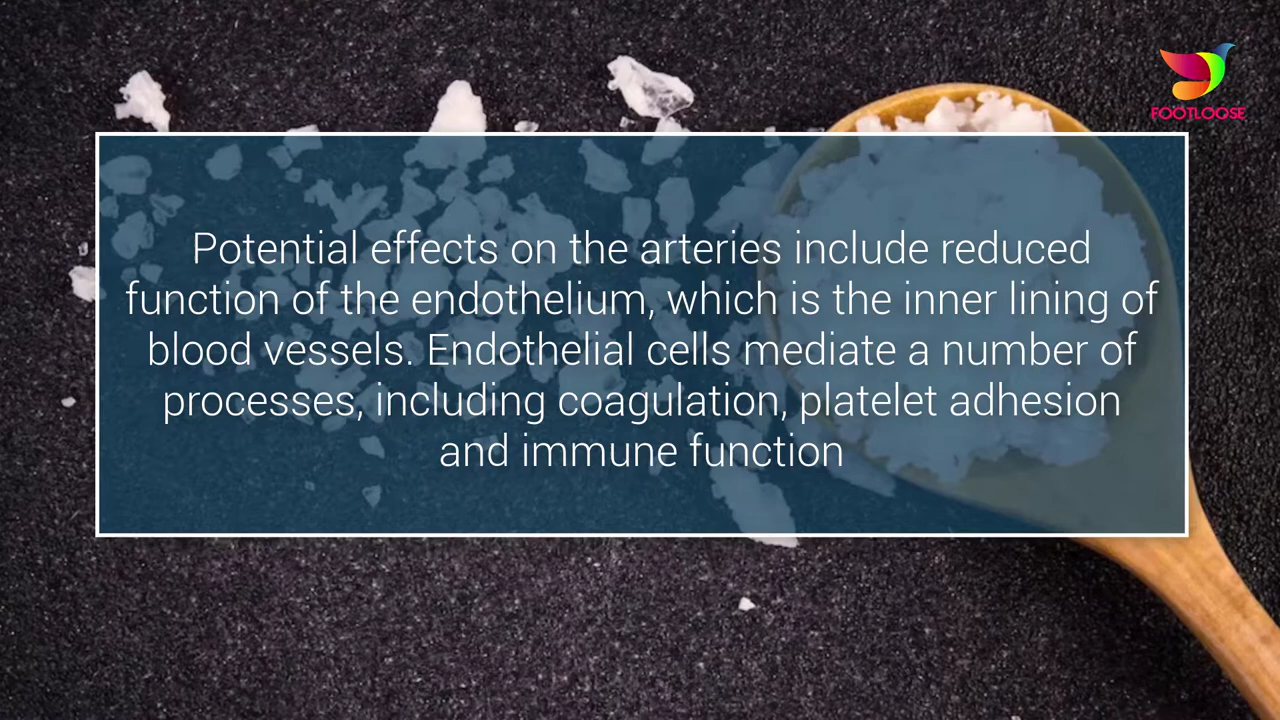 FOOTLOOSE
Potential effects on the arteries include reduced
function of the endothelium, which is the inner lining of
blood vessels. Endothelial cells mediate a number of
processes, including coagulation, platelet adhesion
and immune function